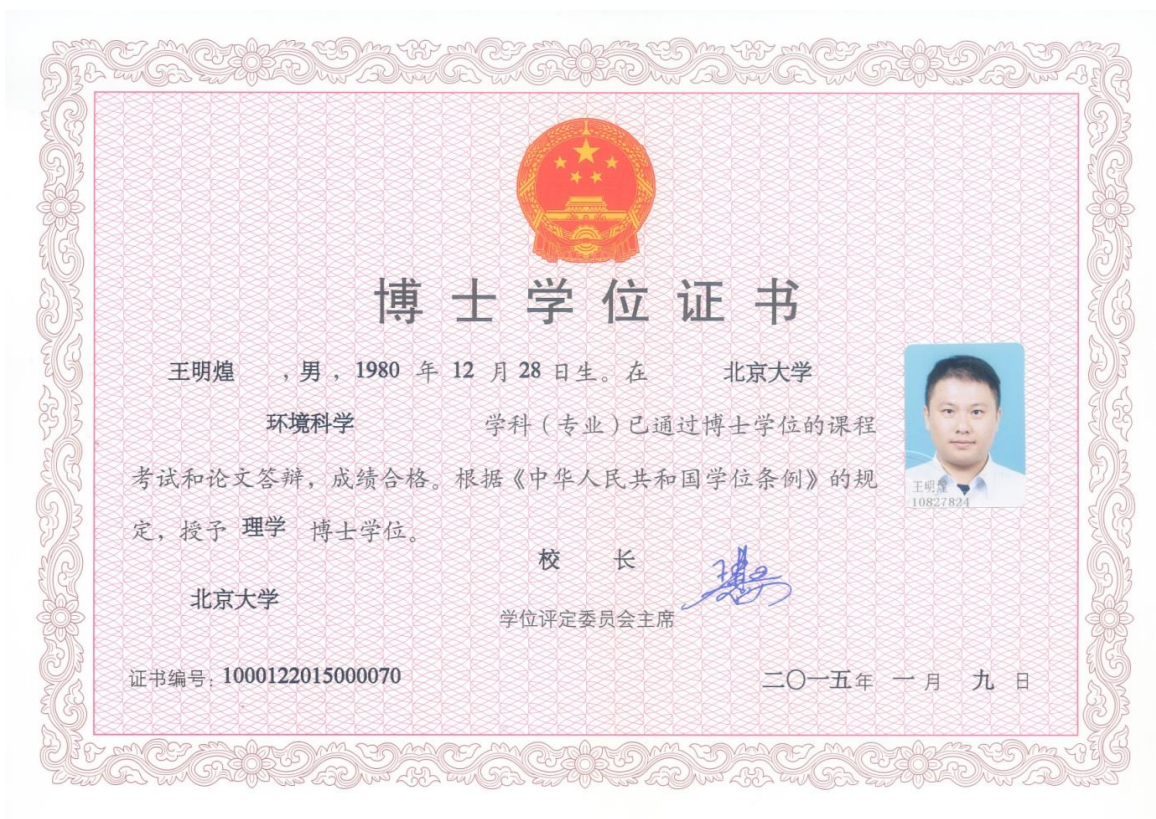 博士学位证书
王明煌 ,男,1980 年 12 月 28 日生。在 北京大学
环境科学 学科(专业)已通过博士学位的课程
考试和论文答辩,成绩合格。根据《中华人民共和国学位条例》的规
定,授予 理学 博士学位。
王明煌
10827824
校 长
北京大学
学位评定委员会主席
证书编号:1000122015000070
二〇一五年 一 月 九 日